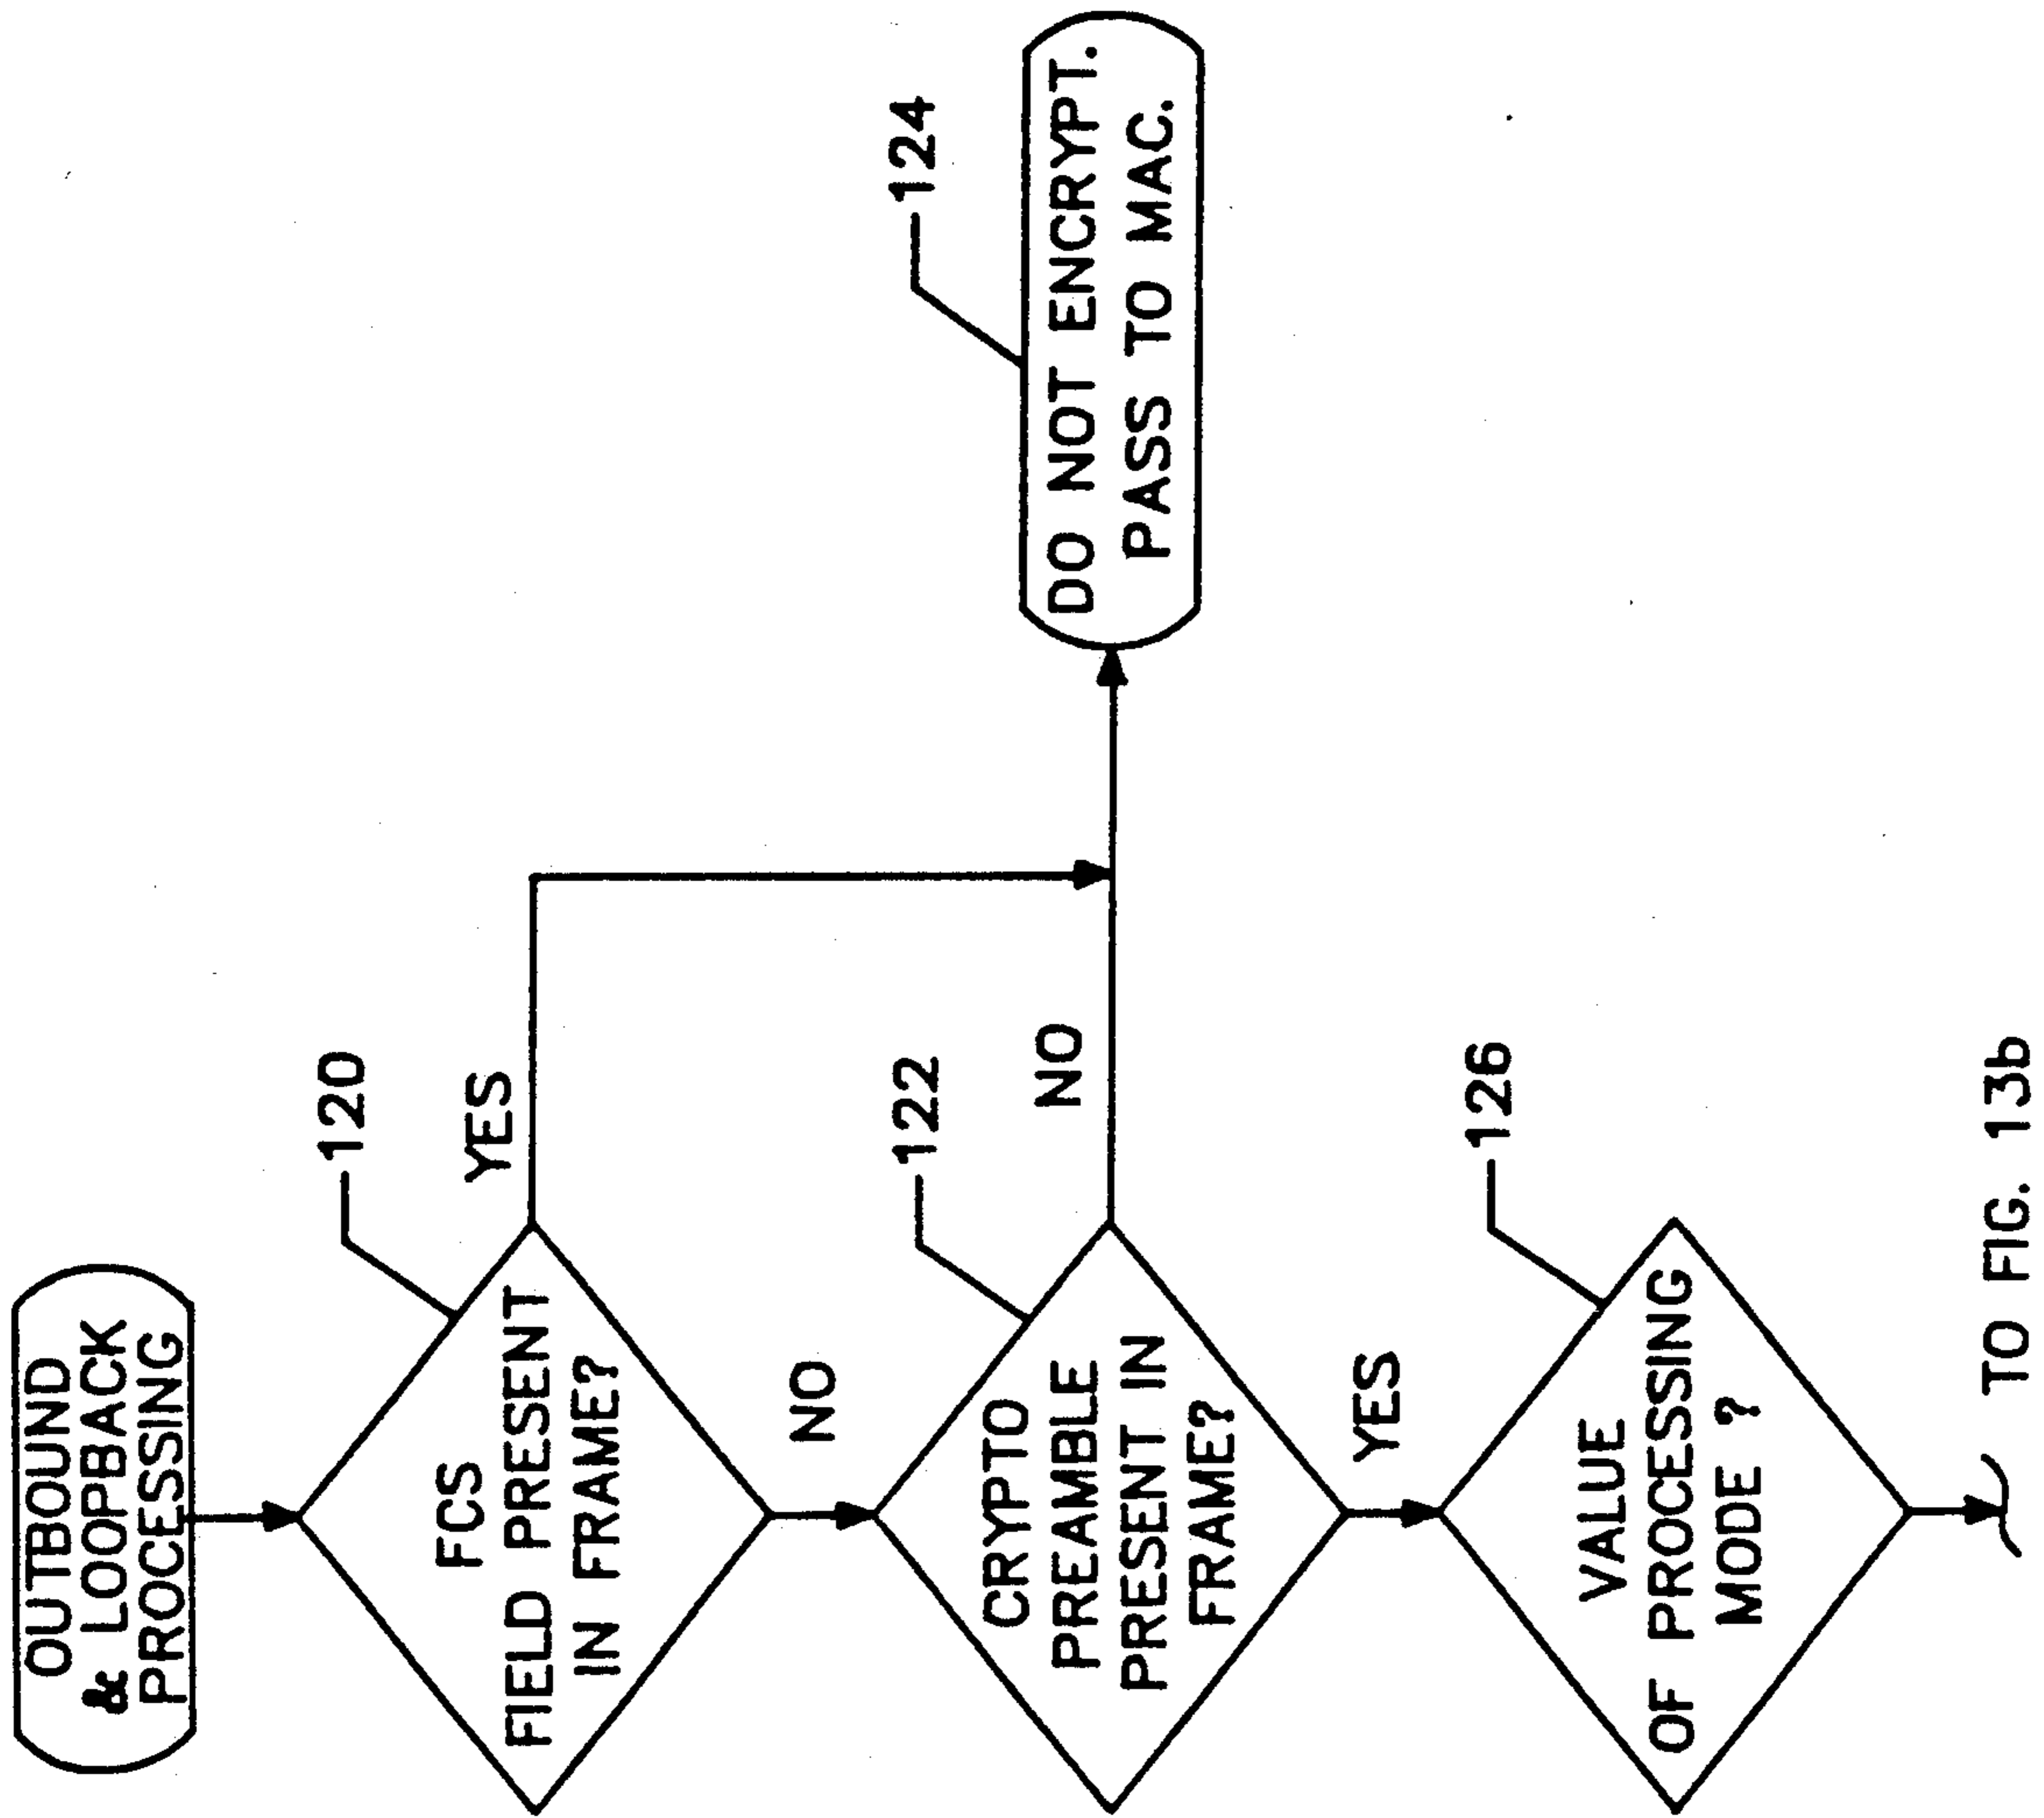 OUTBOUND
& LOOPBACK
PROCESSING
120
FCS
FIELD PRESENT
IN FRAME?
YES
NO
122
CRYPTO
PREAMBLE
PRESENT IN
FRAME?
NO
124
DO NOT ENCRYPT.
PASS TO MAC.
YES
126
VALUE
OF PROCESSING
MODE ?
TO FIG. 13b